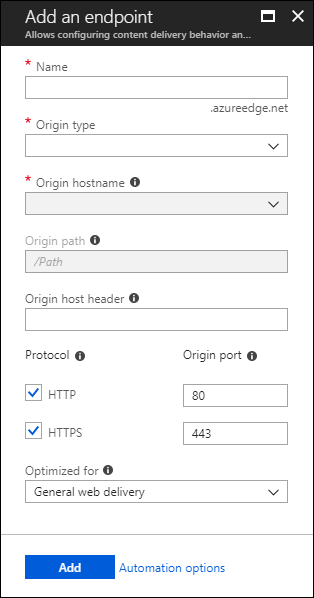 Add an endpoint
Allows configuring content delivery behavior an...
* Name
.azureedge.net
* Origin type
* Origin hostname
Origin path
/Path
Origin host header
Protocol Origin port
HTTP 80
HTTPS 443
Optimized for
General web delivery
Add Automation options